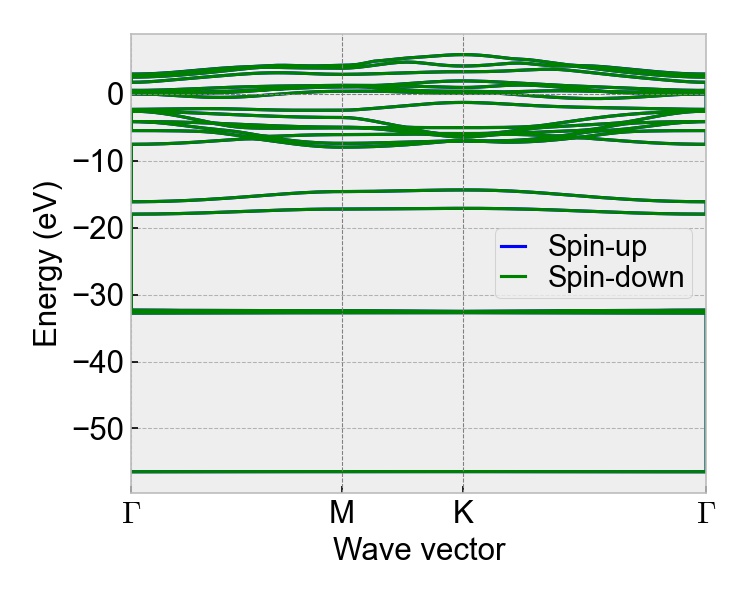 0
−10
−20
−30
−40
−50
Energy (eV)
Spin-up
Spin-down
Γ M K Γ
Wave vector